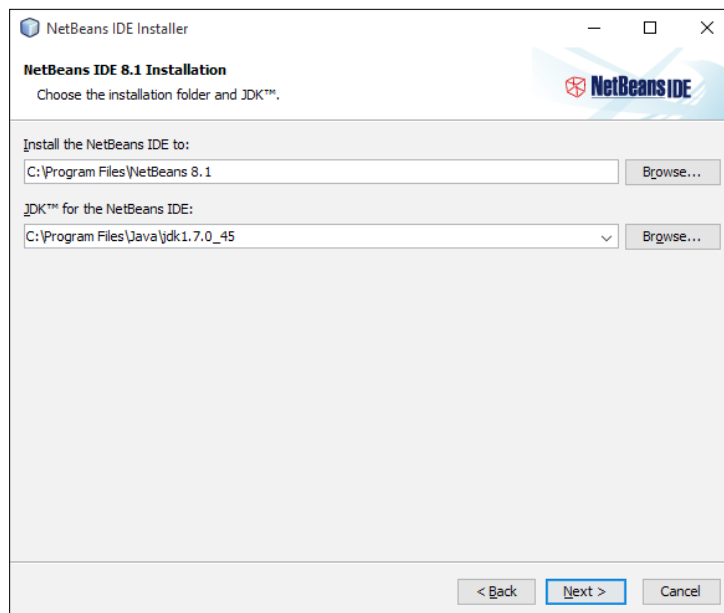 NetBeans IDE Installer
NetBeans IDE 8.1 Installation
Choose the installation folder and JDK™.
NetBeans IDE
Install the NetBeans IDE to:
C:\Program Files\NetBeans 8.1 Browse...
JDK™ for the NetBeans IDE:
C:\Program Files\Java\jdk1.7.0_45 Browse...
< Back Next > Cancel